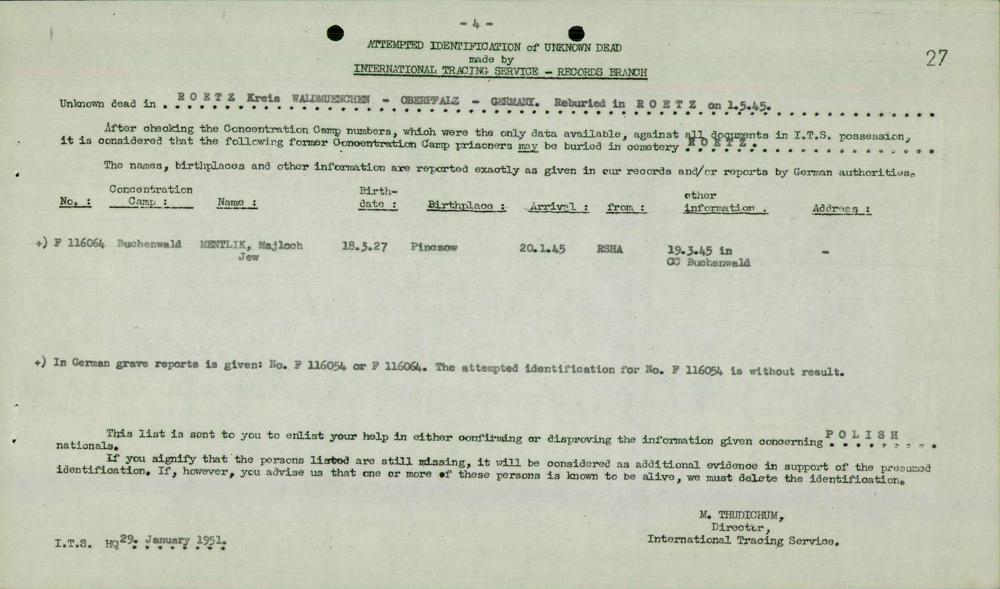 - 4 -
27
ATTEMPTED IDENTIFICATION of UNKNOWN DEAD
made by
INTERNATIONAL TRACING SERVICE - RECORDS BRANCH
Unknown dead in R O E T Z Kreis WALDMUENCHEN - OBERPFALZ - GERMANY. Reburied in R O E T Z on 1.5.45.
After checking the Concentration Camp numbers, which were the only data available, against all documents in I.T.S. possession,
it is considered that the following former Concentration Camp prisoners may be buried in cemetery R O E T Z.
The names, birthplaces and other information are reported exactly as given in our records and/or reports by German authorities.
No. : Concentration Camp : Name : Birth-date : Birthplace : Arrival : from : other information : Address :
+) F 116064 Buchenwald MENTLIK, Majloch 18.3.27 Pinczow 20.1.45 RSHA 19.3.45 in -
Jew CC Buchenwald
+) In German grave reports is given: No. F 116054 or F 116064. The attempted identification for No. F 116054 is without result.
This list is sent to you to enlist your help in either confirming or disproving the information given concerning P O L I S H
nationals.
If you signify that the persons listed are still missing, it will be considered as additional evidence in support of the presumed
identification. If, however, you advise us that one or more of these persons is known to be alive, we must delete the identification.
M. THUDICHUM,
Director,
International Tracing Service.
I.T.S. HQ 29. January 1951.